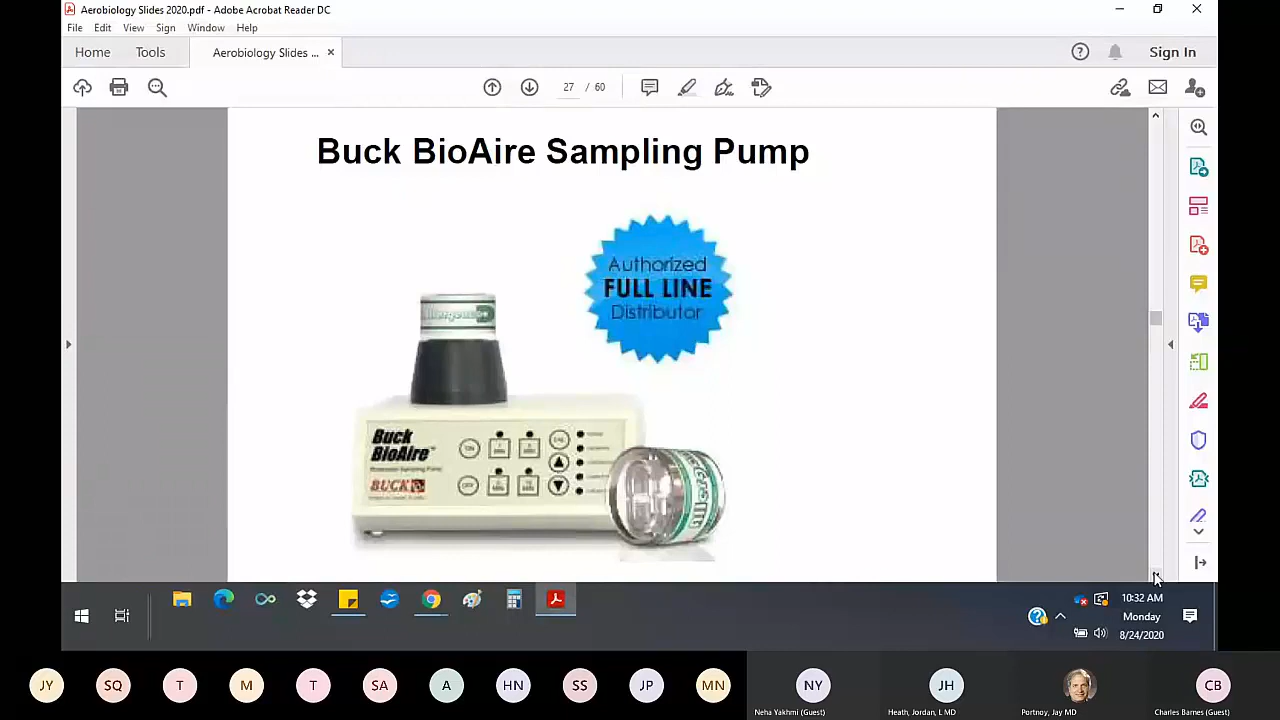 Aerobiology Slides 2020.pdf - Adobe Acrobat Reader DC
File Edit View Sign Window Help
Home Tools Aerobiology Slides ... × Sign In
27 / 60
Buck BioAire Sampling Pump
Authorized
FULL LINE
Distributor
Buck
BioAire™
BUCK
ON
OFF
10:32 AM
Monday
8/24/2020
JY SQ T M T SA A HN SS JP MN NY JH CB
Neha Yakhmi (Guest) Heath, Jordan, L MD Portnoy, Jay MD Charles Barnes (Guest)